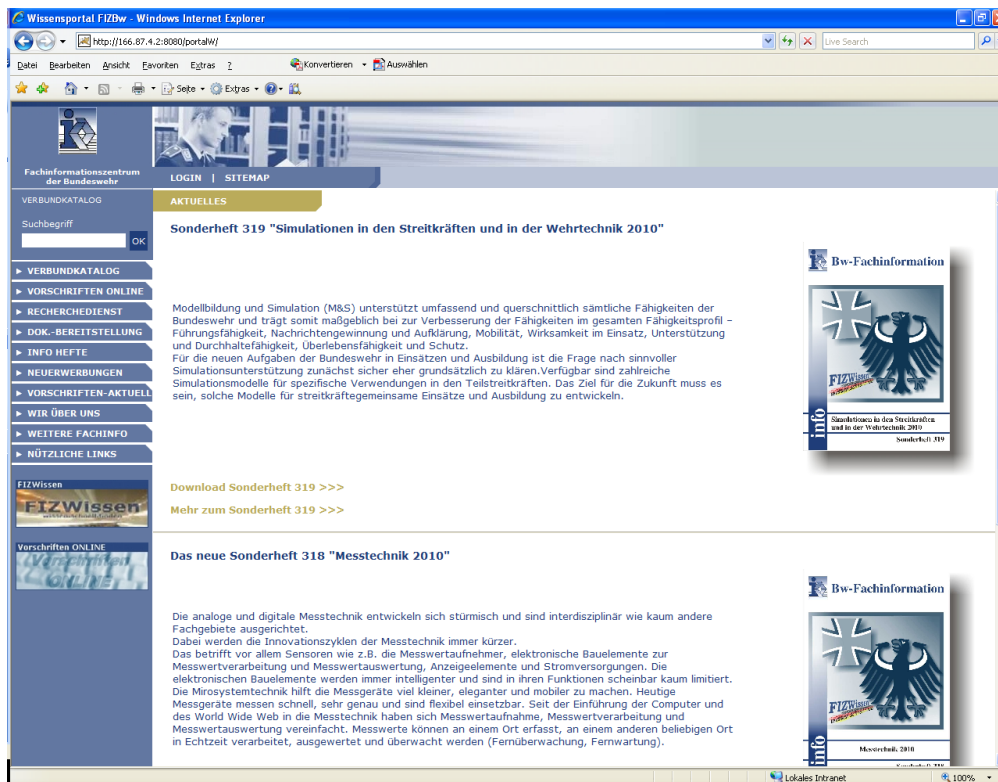 Wissensportal FIZBw - Windows Internet Explorer
http://166.87.4.2:8080/portalW/
Live Search
Datei Bearbeiten Ansicht Favoriten Extras ? Konvertieren Auswählen
Seite Extras
Fachinformationszentrum
der Bundeswehr
LOGIN | SITEMAP
VERBUNDKATALOG
Suchbegriff
OK
VERBUNDKATALOG
VORSCHRIFTEN ONLINE
RECHERCHEDIENST
DOK.-BEREITSTELLUNG
INFO HEFTE
NEUERWERBUNGEN
VORSCHRIFTEN-AKTUELL
WIR ÜBER UNS
WEITERE FACHINFO
NÜTZLICHE LINKS
FIZWissen
FIZWissen
Vorschriften ONLINE
Vorschriften
ONLINE
AKTUELLES
Sonderheft 319 "Simulationen in den Streitkräften und in der Wehrtechnik 2010"
Modellbildung und Simulation (M&S) unterstützt umfassend und querschnittlich sämtliche Fähigkeiten der
Bundeswehr und trägt somit maßgeblich bei zur Verbesserung der Fähigkeiten im gesamten Fähigkeitsprofil –
Führungsfähigkeit, Nachrichtengewinnung und Aufklärung, Mobilität, Wirksamkeit im Einsatz, Unterstützung
und Durchhaltefähigkeit, Überlebensfähigkeit und Schutz.
Für die neuen Aufgaben der Bundeswehr in Einsätzen und Ausbildung ist die Frage nach sinnvoller
Simulationsunterstützung zunächst sicher eher grundsätzlich zu klären.Verfügbar sind zahlreiche
Simulationsmodelle für spezifische Verwendungen in den Teilstreitkräften. Das Ziel für die Zukunft muss es
sein, solche Modelle für streitkräftegemeinsame Einsätze und Ausbildung zu entwickeln.
Bw-Fachinformation
FIZWissen
info
Simulationen in den Streitkräften
und in der Wehrtechnik 2010
Sonderheft 319
Download Sonderheft 319 >>>
Mehr zum Sonderheft 319 >>>
Das neue Sonderheft 318 "Messtechnik 2010"
Die analoge und digitale Messtechnik entwickeln sich stürmisch und sind interdisziplinär wie kaum andere
Fachgebiete ausgerichtet.
Dabei werden die Innovationszyklen der Messtechnik immer kürzer.
Das betrifft vor allem Sensoren wie z.B. die Messwertaufnehmer, elektronische Bauelemente zur
Messwertverarbeitung und Messwertauswertung, Anzeigeelemente und Stromversorgungen. Die
elektronischen Bauelemente werden immer intelligenter und sind in ihren Funktionen scheinbar kaum limitiert.
Die Mirosystemtechnik hilft die Messgeräte viel kleiner, eleganter und mobiler zu machen. Heutige
Messgeräte messen schnell, sehr genau und sind flexibel einsetzbar. Seit der Einführung der Computer und
des World Wide Web in die Messtechnik haben sich Messwertaufnahme, Messwertverarbeitung und
Messwertauswertung vereinfacht. Messwerte können an einem Ort erfasst, an einem anderen beliebigen Ort
in Echtzeit verarbeitet, ausgewertet und überwacht werden (Fernüberwachung, Fernwartung).
Bw-Fachinformation
FIZWissen
info
Messtechnik 2010
Lokales Intranet
100%